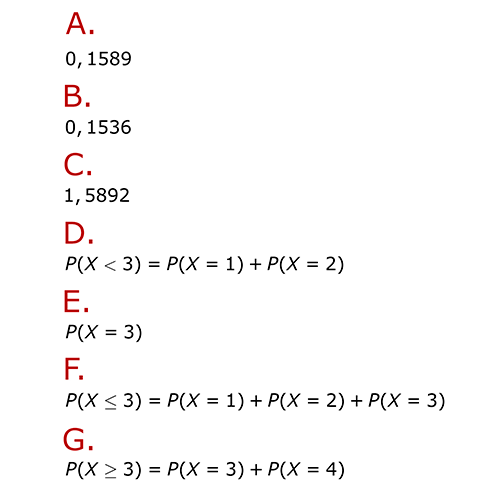 A.
0, 1589
B.
0, 1536
C.
1, 5892
D.
P(X < 3) = P(X = 1) + P(X = 2)
E.
P(X = 3)
F.
P(X ≤ 3) = P(X = 1) + P(X = 2) + P(X = 3)
G.
P(X ≥ 3) = P(X = 3) + P(X = 4)